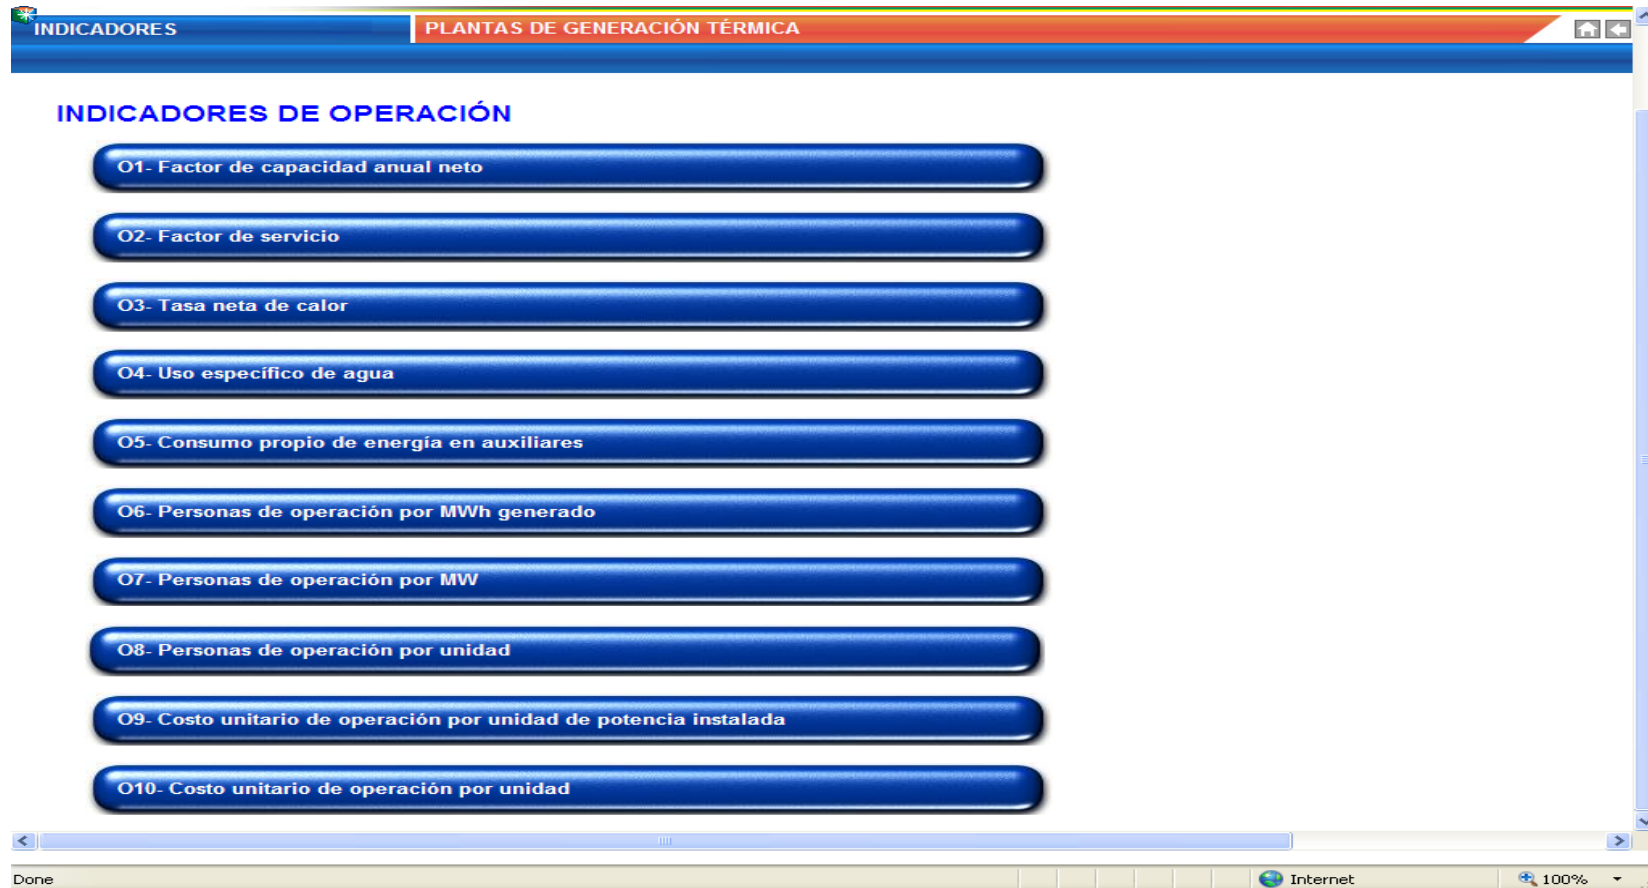 INDICADORES
PLANTAS DE GENERACIÓN TÉRMICA
INDICADORES DE OPERACIÓN
O1- Factor de capacidad anual neto
O2- Factor de servicio
O3- Tasa neta de calor
O4- Uso específico de agua
O5- Consumo propio de energía en auxiliares
O6- Personas de operación por MWh generado
O7- Personas de operación por MW
O8- Personas de operación por unidad
O9- Costo unitario de operación por unidad de potencia instalada
O10- Costo unitario de operación por unidad
Done
Internet
100%